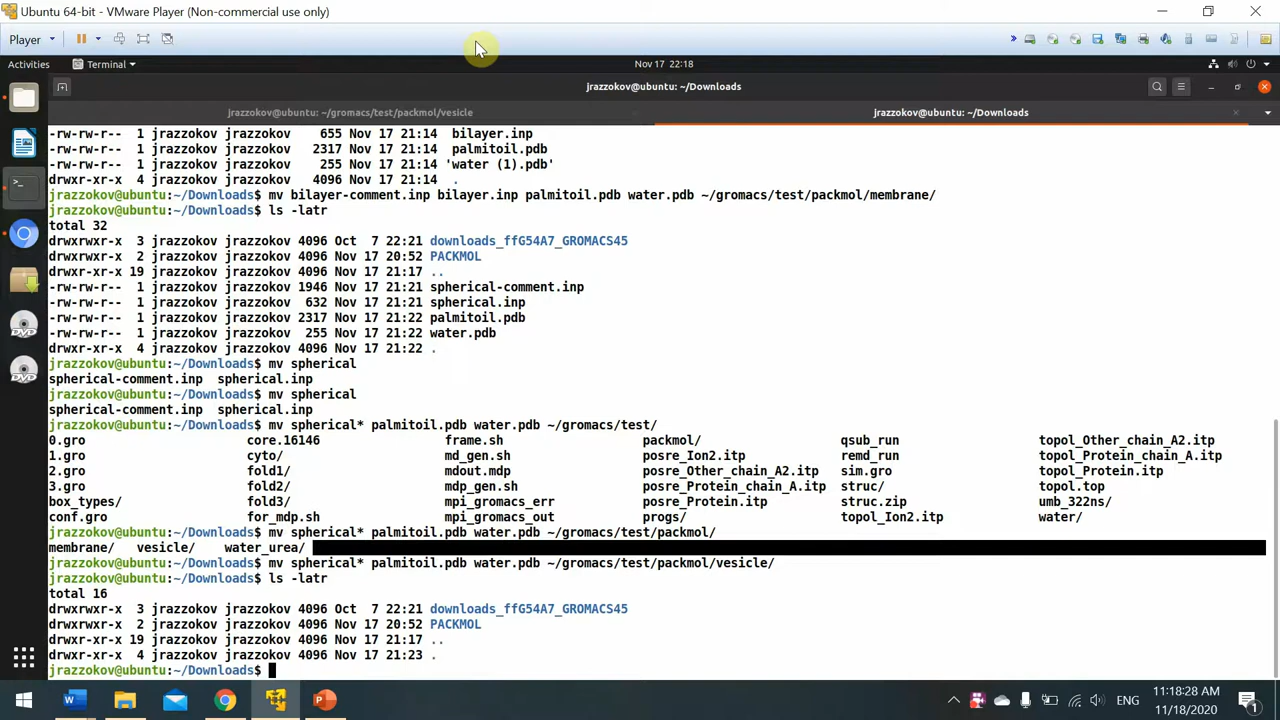 Ubuntu 64-bit - VMware Player (Non-commercial use only)
Player
Activities
Terminal
Nov 17 22:18
jrazzokov@ubuntu: ~/Downloads
jrazzokov@ubuntu: ~/gromacs/test/packmol/vesicle
jrazzokov@ubuntu: ~/Downloads
-rw-rw-r-- 1 jrazzokov jrazzokov 655 Nov 17 21:14 bilayer.inp
-rw-rw-r-- 1 jrazzokov jrazzokov 2317 Nov 17 21:14 palmitoil.pdb
-rw-rw-r-- 1 jrazzokov jrazzokov 255 Nov 17 21:14 'water (1).pdb'
drwxr-xr-x 4 jrazzokov jrazzokov 4096 Nov 17 21:14 .
jrazzokov@ubuntu:~/Downloads$ mv bilayer-comment.inp bilayer.inp palmitoil.pdb water.pdb ~/gromacs/test/packmol/membrane/
jrazzokov@ubuntu:~/Downloads$ ls -latr
total 32
drwxrwxr-x 3 jrazzokov jrazzokov 4096 Oct 7 22:21 downloads_ffG54A7_GROMACS45
drwxrwxr-x 2 jrazzokov jrazzokov 4096 Nov 17 20:52 PACKMOL
drwxr-xr-x 19 jrazzokov jrazzokov 4096 Nov 17 21:17 ..
-rw-rw-r-- 1 jrazzokov jrazzokov 1946 Nov 17 21:21 spherical-comment.inp
-rw-rw-r-- 1 jrazzokov jrazzokov 632 Nov 17 21:21 spherical.inp
-rw-rw-r-- 1 jrazzokov jrazzokov 2317 Nov 17 21:22 palmitoil.pdb
-rw-rw-r-- 1 jrazzokov jrazzokov 255 Nov 17 21:22 water.pdb
drwxr-xr-x 4 jrazzokov jrazzokov 4096 Nov 17 21:22 .
jrazzokov@ubuntu:~/Downloads$ mv spherical
spherical-comment.inp spherical.inp
jrazzokov@ubuntu:~/Downloads$ mv spherical
spherical-comment.inp spherical.inp
jrazzokov@ubuntu:~/Downloads$ mv spherical* palmitoil.pdb water.pdb ~/gromacs/test/
0.gro core.16146 frame.sh packmol/ qsub_run topol_Other_chain_A2.itp
1.gro cyto/ md_gen.sh posre_Ion2.itp remd_run topol_Protein_chain_A.itp
2.gro fold1/ mdout.mdp posre_Other_chain_A2.itp sim.gro topol_Protein.itp
3.gro fold2/ mdp_gen.sh posre_Protein_chain_A.itp struc/ topol.top
box_types/ fold3/ mpi_gromacs_err posre_Protein.itp struc.zip umb_322ns/
conf.gro for_mdp.sh mpi_gromacs_out progs/ topol_Ion2.itp water/
jrazzokov@ubuntu:~/Downloads$ mv spherical* palmitoil.pdb water.pdb ~/gromacs/test/packmol/
membrane/ vesicle/ water_urea/
jrazzokov@ubuntu:~/Downloads$ mv spherical* palmitoil.pdb water.pdb ~/gromacs/test/packmol/vesicle/
jrazzokov@ubuntu:~/Downloads$ ls -latr
total 16
drwxrwxr-x 3 jrazzokov jrazzokov 4096 Oct 7 22:21 downloads_ffG54A7_GROMACS45
drwxrwxr-x 2 jrazzokov jrazzokov 4096 Nov 17 20:52 PACKMOL
drwxr-xr-x 19 jrazzokov jrazzokov 4096 Nov 17 21:17 ..
drwxr-xr-x 4 jrazzokov jrazzokov 4096 Nov 17 21:23 .
jrazzokov@ubuntu:~/Downloads$
ENG
11:18:28 AM
11/18/2020